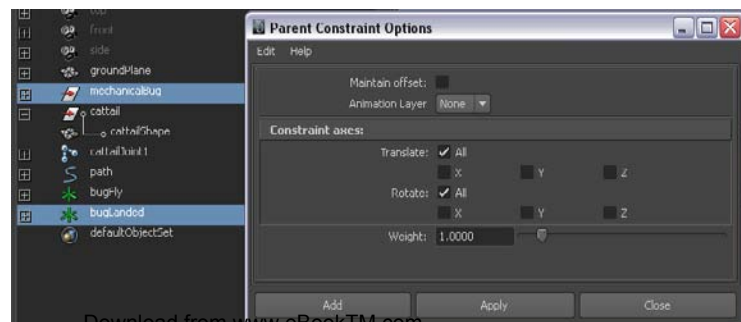 top
front
side
groundPlane
mechanicalBug
cattail
cattailShape
cattailJoint1
path
bugFly
bugLanded
defaultObjectSet
Parent Constraint Options
Edit Help
Maintain offset:
Animation Layer None
Constraint axes:
Translate: All
X Y Z
Rotate: All
X Y Z
Weight: 1.0000
Add Apply Close
Download from www.eBookTM.com